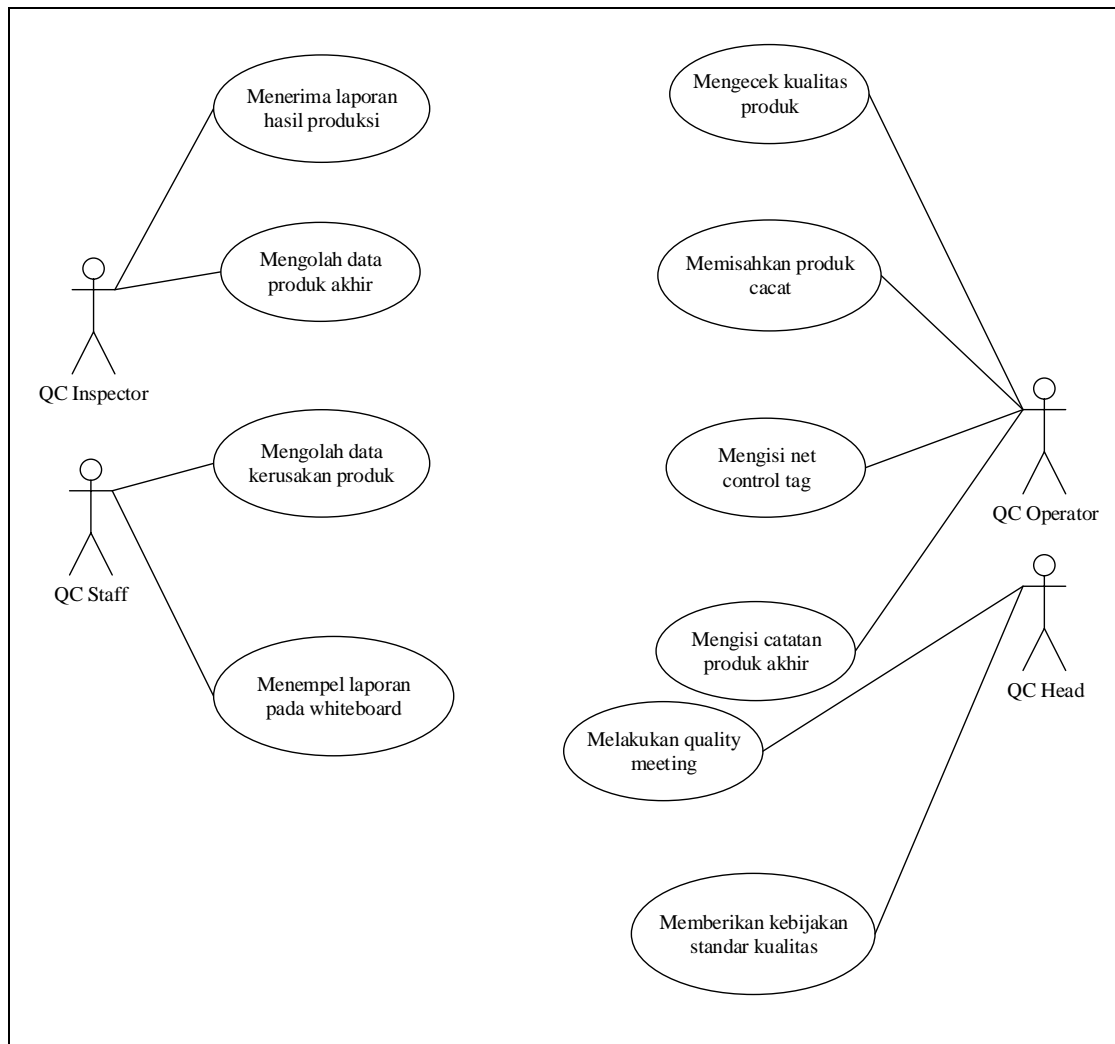 Menerima laporan
hasil produksi
Mengolah data
produk akhir
QC Inspector
Mengolah data
kerusakan produk
QC Staff
Menempel laporan
pada whiteboard
Mengecek kualitas
produk
Memisahkan produk
cacat
Mengisi net
control tag
QC Operator
Mengisi catatan
produk akhir
QC Head
Melakukan quality
meeting
Memberikan kebijakan
standar kualitas